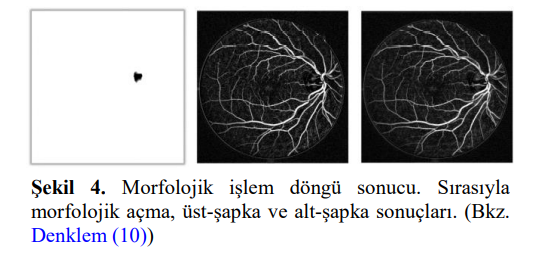 Şekil 4. Morfolojik işlem döngü sonucu. Sırasıyla
morfolojik açma, üst-şapka ve alt-şapka sonuçları. (Bkz.
Denklem (10))